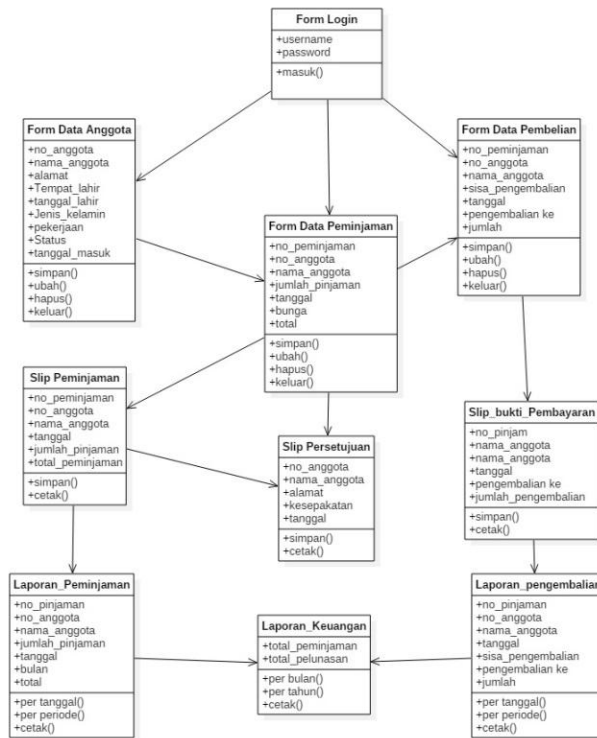 Form Login
+username
+password
+masuk()
Form Data Anggota
+no_anggota
+nama_anggota
+alamat
+Tempat_lahir
+tanggal_lahir
+Jenis_kelamin
+pekerjaan
+Status
+tanggal_masuk
+simpan()
+ubah()
+hapus()
+keluar()
Form Data Pembelian
+no_peminjaman
+no_anggota
+nama_anggota
+sisa_pengembalian
+tanggal
+pengembalian ke
+jumlah
+simpan()
+ubah()
+hapus()
+keluar()
Form Data Peminjaman
+no_peminjaman
+no_anggota
+nama_anggota
+jumlah_pinjaman
+tanggal
+bunga
+total
+simpan()
+ubah()
+hapus()
+keluar()
Slip Peminjaman
+no_peminjaman
+no_anggota
+nama_anggota
+tanggal
+jumlah_pinjaman
+total_peminjaman
+simpan()
+cetak()
Slip Persetujuan
+no_anggota
+nama_anggota
+alamat
+kesepakatan
+tanggal
+simpan()
+cetak()
Slip_bukti_Pembayaran
+no_pinjam
+nama_anggota
+nama_anggota
+tanggal
+pengembalian ke
+jumlah_pengembalian
+simpan()
+cetak()
Laporan_Peminjaman
+no_pinjaman
+no_anggota
+nama_anggota
+jumlah_pinjaman
+tanggal
+bulan
+total
+per tanggal()
+per periode()
+cetak()
Laporan_Keuangan
+total_peminjaman
+total_pelunasan
+per bulan()
+per tahun()
+cetak()
Laporan_pengembalian
+no_pinjaman
+no_anggota
+nama_anggota
+tanggal
+sisa_pengembalian
+pengembalian ke
+jumlah
+per tanggal()
+per periode()
+cetak()